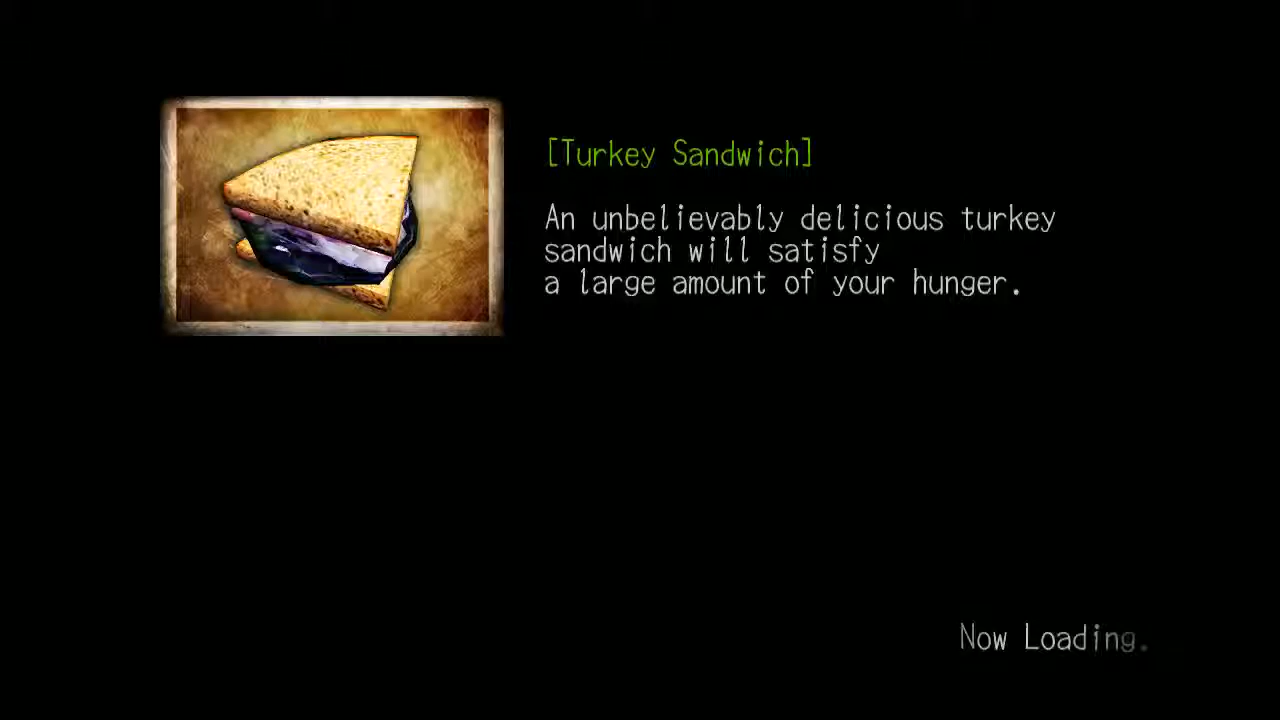 [Turkey Sandwich]
An unbelievably delicious turkey
sandwich will satisfy
a large amount of your hunger.
Now Loading.